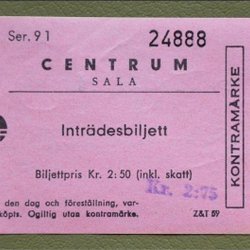 Ser. 91 24888
CENTRUM
SALA
Inträdesbiljett
Biljettpris Kr. 2:50 (inkl. skatt)
Kr. 2:75
den dag och föreställning, var-
köpts. Ogiltig utan kontramärke. Z&T 59
KONTRAMÄRKE